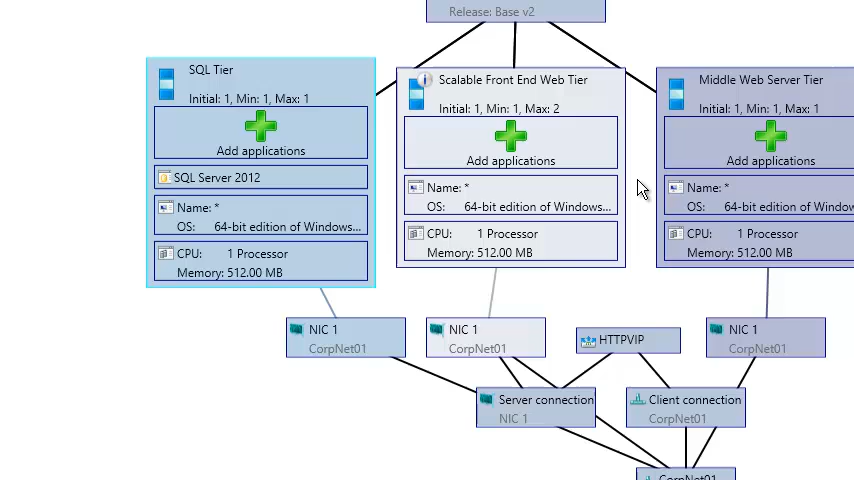 Release: Base v2
SQL Tier
Initial: 1, Min: 1, Max: 1
Add applications
SQL Server 2012
Name: *
OS: 64-bit edition of Windows...
CPU: 1 Processor
Memory: 512.00 MB
Scalable Front End Web Tier
Initial: 1, Min: 1, Max: 2
Add applications
Name: *
OS: 64-bit edition of Windows...
CPU: 1 Processor
Memory: 512.00 MB
Middle Web Server Tier
Initial: 1, Min: 1, Max: 1
Add applications
Name: *
OS: 64-bit edition of Window
CPU: 1 Processor
Memory: 512.00 MB
NIC 1
CorpNet01
NIC 1
CorpNet01
HTTPVIP
NIC 1
CorpNet01
Server connection
NIC 1
Client connection
CorpNet01
CorpNet01